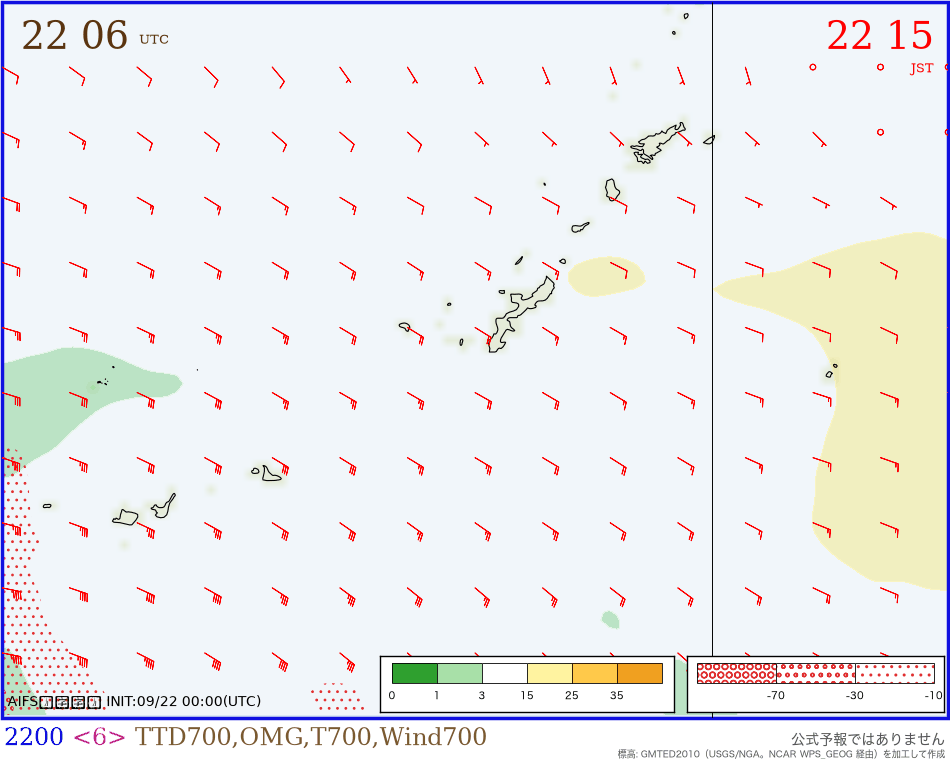 22 06 UTC
22 15
JST
0 1 3 15 25 35
-70 -30 -10
AIFS INIT:09/22 00:00(UTC)
2200 <6> TTD700,OMG,T700,Wind700
公式予報ではありません
標高: GMTED2010（USGS/NGA。NCAR WPS_GEOG 経由）を加工して作成